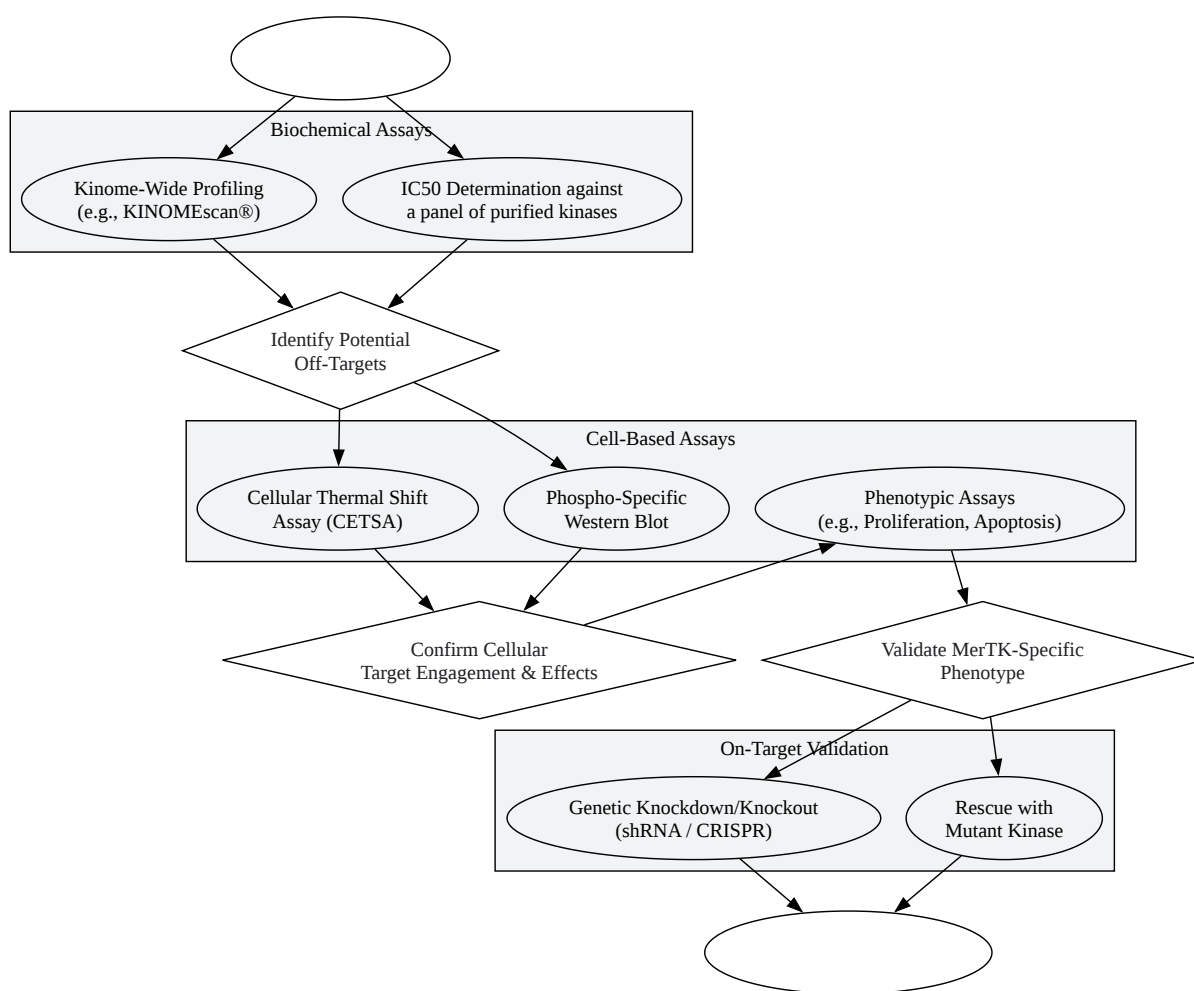 Biochemical Assays
Kinome-Wide Profiling
(e.g., KINOMEscan®)
IC50 Determination against
a panel of purified kinases
Identify Potential
Off-Targets
Cell-Based Assays
Cellular Thermal Shift
Assay (CETSA)
Phospho-Specific
Western Blot
Phenotypic Assays
(e.g., Proliferation, Apoptosis)
Confirm Cellular
Target Engagement & Effects
Validate MerTK-Specific
Phenotype
On-Target Validation
Genetic Knockdown/Knockout
(shRNA / CRISPR)
Rescue with
Mutant Kinase